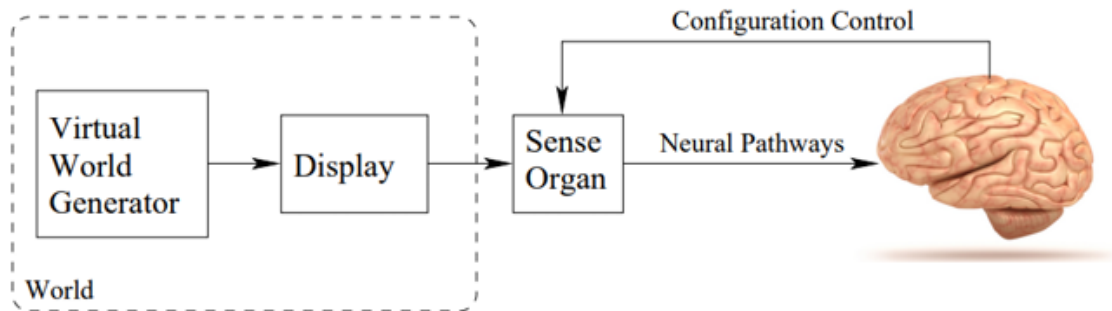 Configuration Control
Virtual
World
Generator
Display
Sense
Organ
Neural Pathways
World